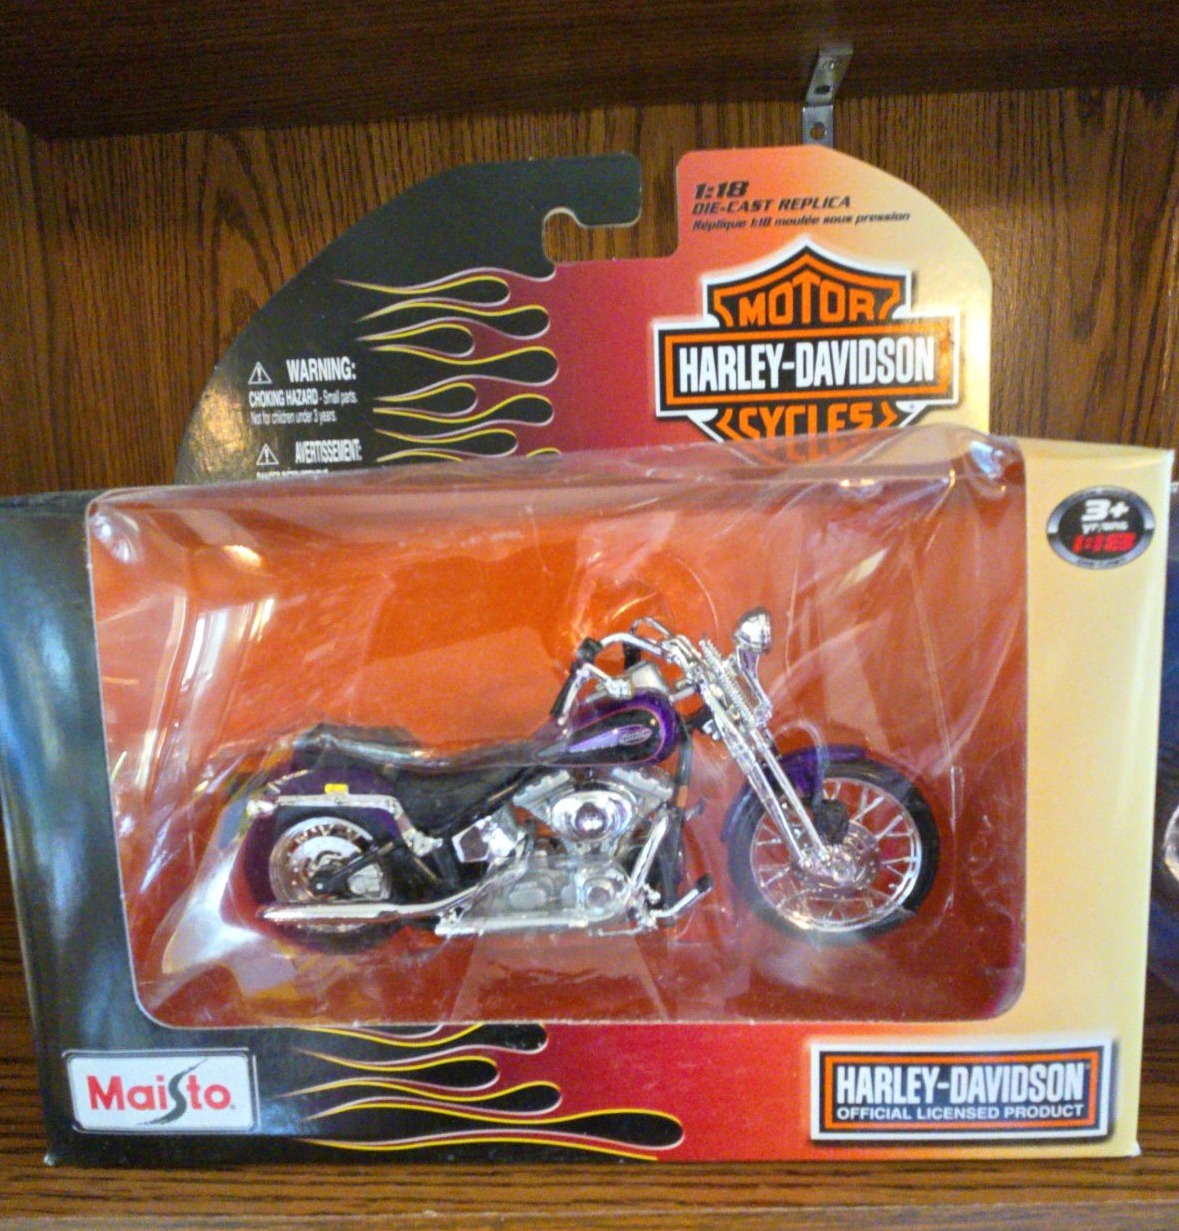 1:18
DIE-CAST REPLICA
Réplique 1:18 moulée sous pression
MOTOR
HARLEY-DAVIDSON
CYCLES
WARNING:
CHOKING HAZARD - Small parts.
Not for children under 3 years.
AVERTISSEMENT:
3+
1:18
Maisto
HARLEY-DAVIDSON
OFFICIAL LICENSED PRODUCT